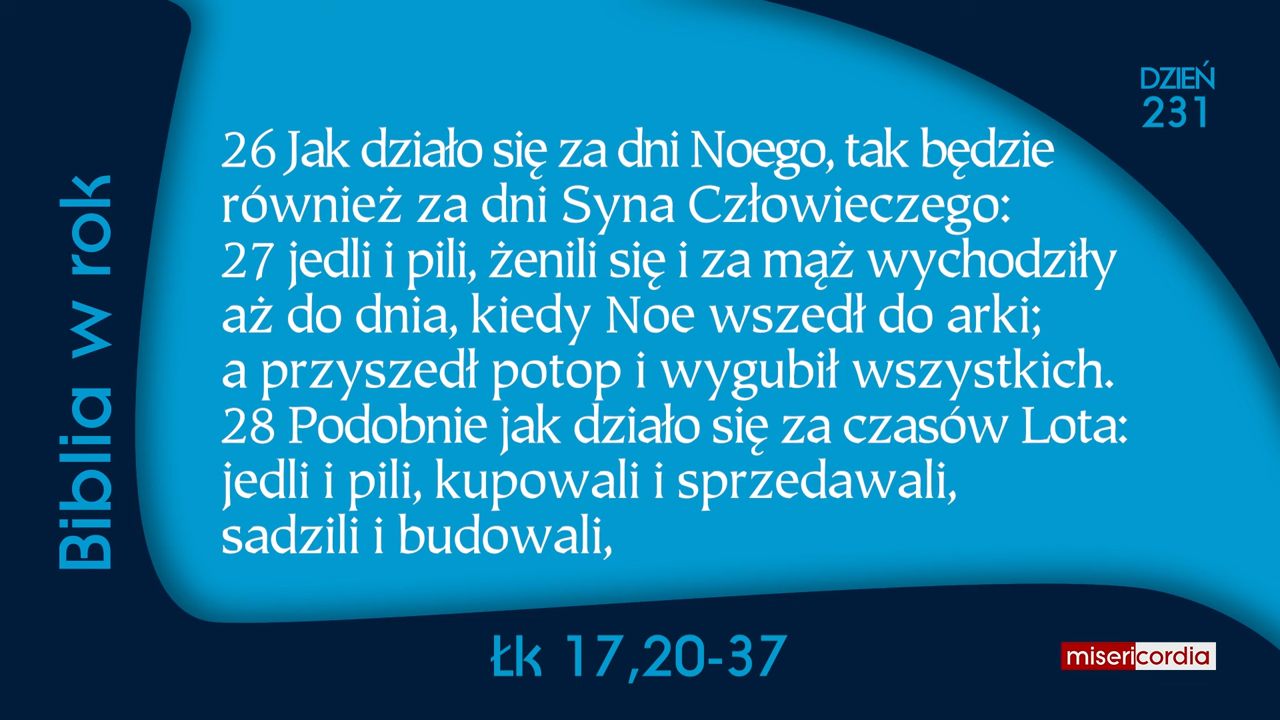 DZIEŃ
231
26 Jak działo się za dni Noego, tak będzie
również za dni Syna Człowieczego:
27 jedli i pili, żenili się i za mąż wychodziły
aż do dnia, kiedy Noe wszedł do arki;
a przyszedł potop i wygubił wszystkich.
28 Podobnie jak działo się za czasów Lota:
jedli i pili, kupowali i sprzedawali,
sadzili i budowali,
Biblia w rok
Łk 17,20-37
misericordia